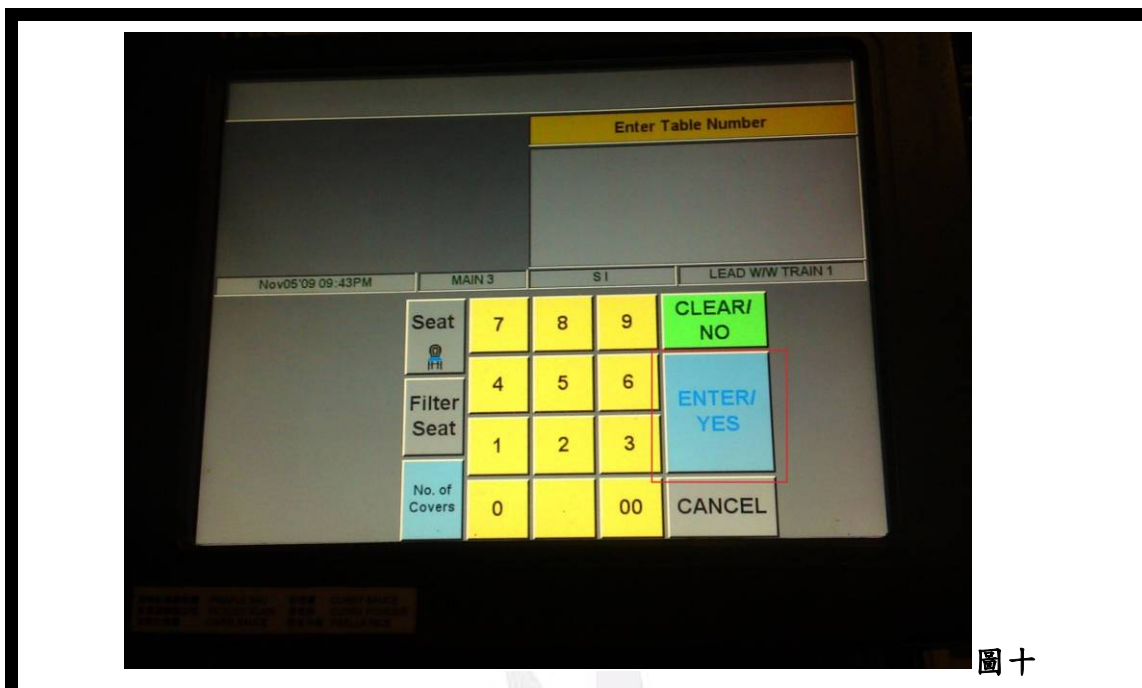 Enter Table Number
Nov05'09 09:43PM
MAIN 3
S I
LEAD W/W TRAIN 1
Seat
7
8
9
CLEAR/
NO
4
5
6
Filter
Seat
ENTER/
YES
1
2
3
No. of
Covers
0
.
00
CANCEL
圖十